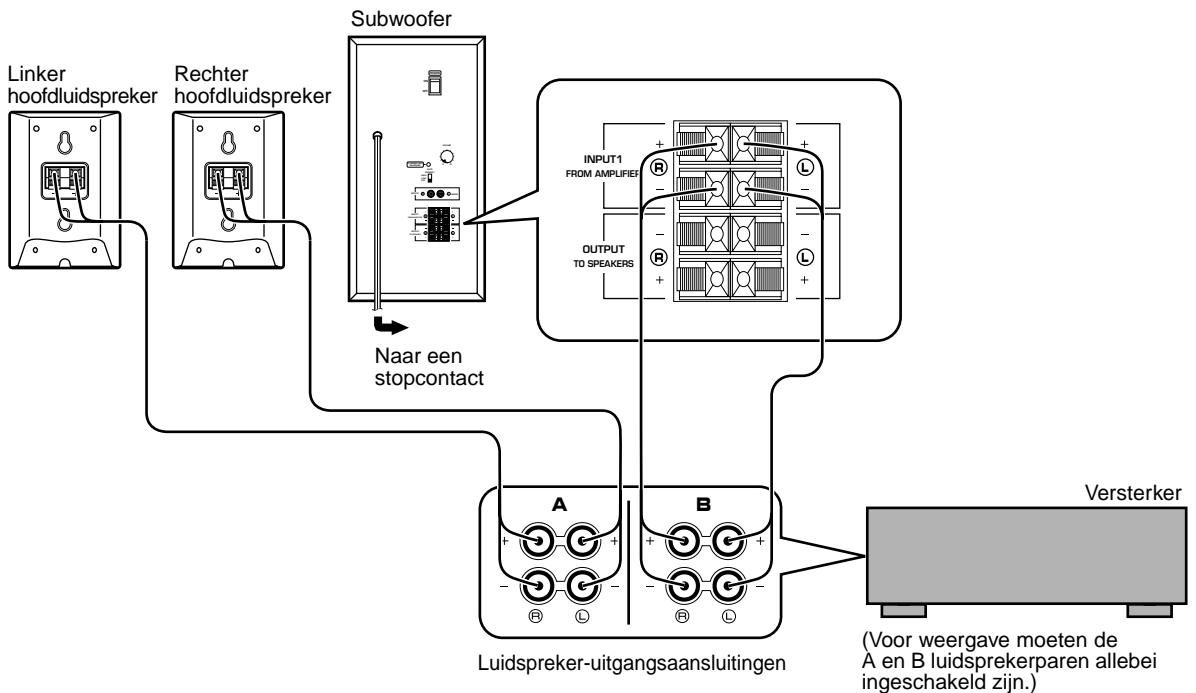 Subwoofer
Linker
hoofdluidspreker
Rechter
hoofdluidspreker
INPUT1
FROM AMPLIFIER
+
R
−
+
L
−
OUTPUT
TO SPEAKERS
−
R
+
−
L
+
Naar een
stopcontact
A
B
+
+
+
+
−
−
−
−
R
L
R
L
Versterker
Luidspreker-uitgangsaansluitingen
(Voor weergave moeten de
A en B luidsprekerparen allebei
ingeschakeld zijn.)